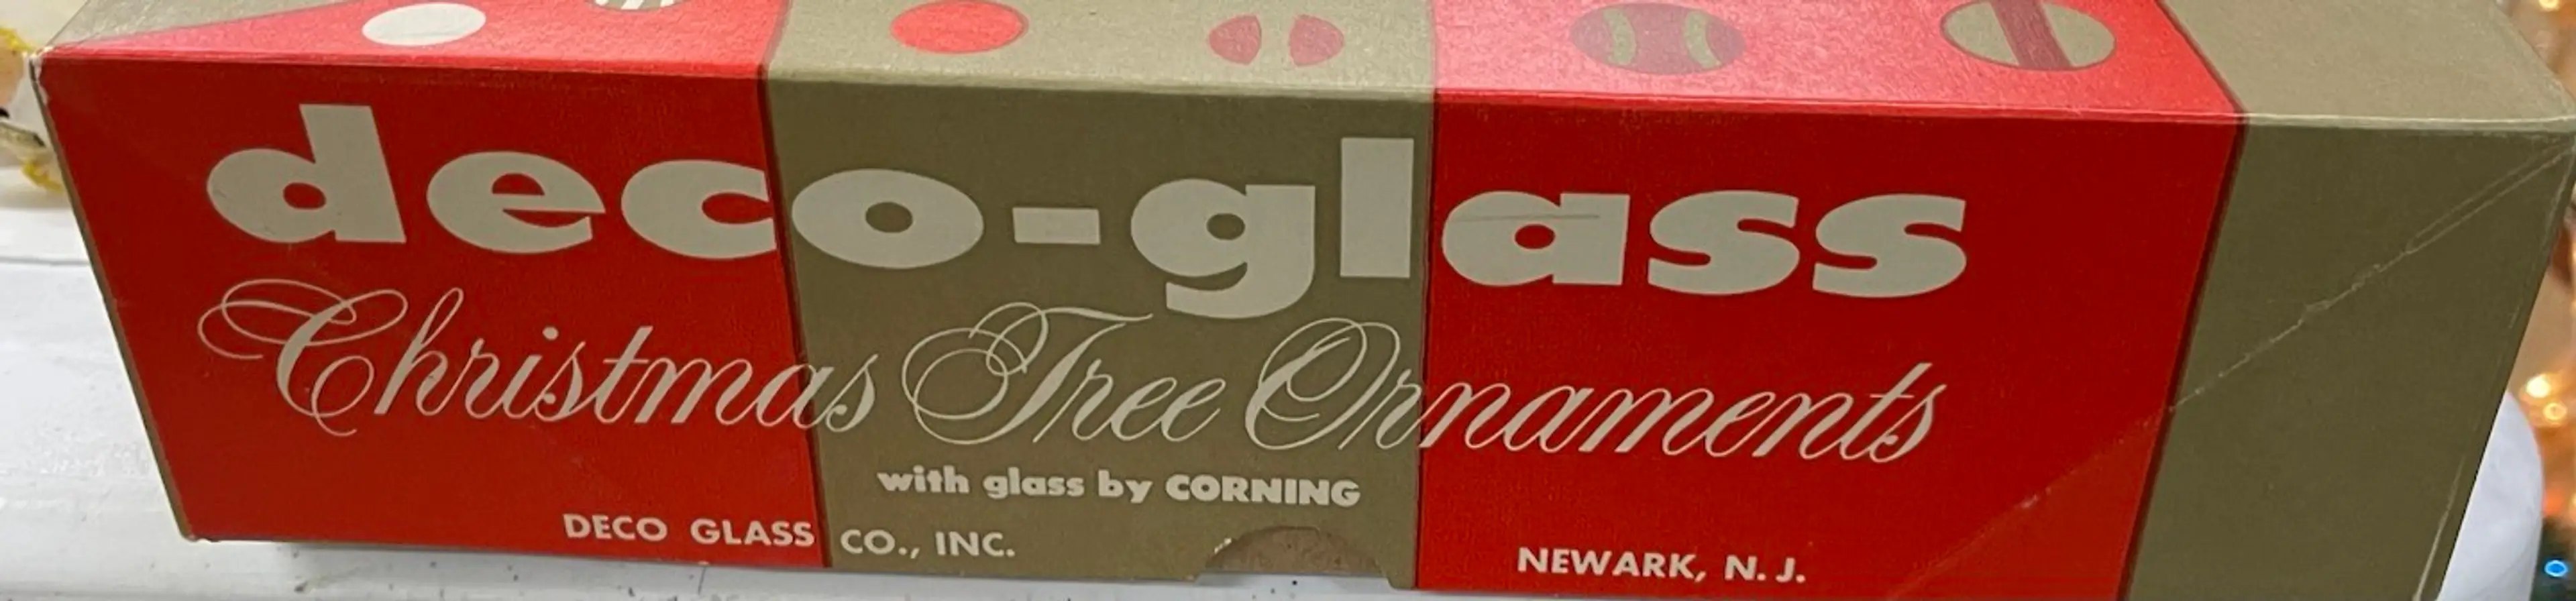 deco-glass
Christmas Tree Ornaments
with glass by CORNING
DECO GLASS CO., INC. NEWARK, N. J.